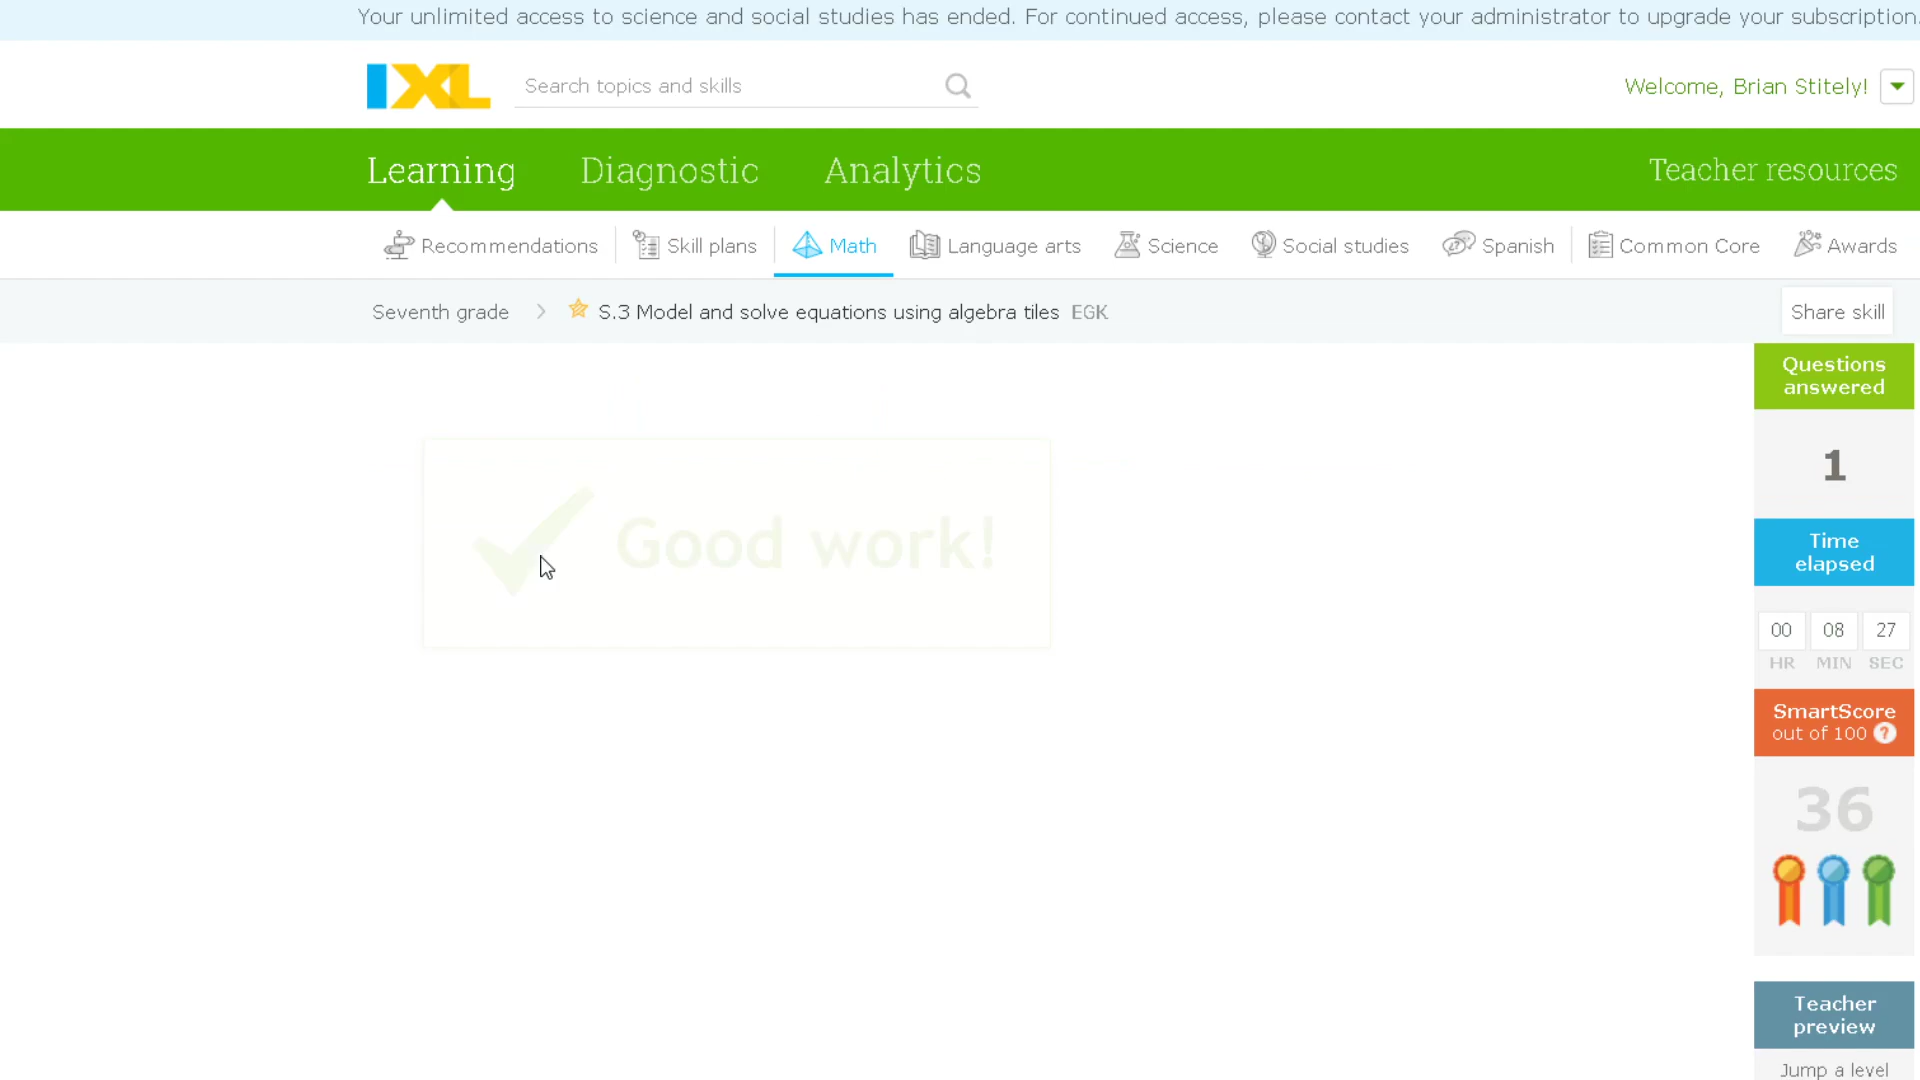 Your unlimited access to science and social studies has ended. For continued access, please contact your administrator to upgrade your subscription.
IXL
Search topics and skills
Welcome, Brian Stitely!
Learning
Diagnostic
Analytics
Teacher resources
Recommendations
Skill plans
Math
Language arts
Science
Social studies
Spanish
Common Core
Awards
Seventh grade
S.3 Model and solve equations using algebra tiles EGK
Share skill
Good work!
Questions
answered
1
Time
elapsed
00 08 27
HR MIN SEC
SmartScore
out of 100 ?
36
Teacher
preview
Jump a level